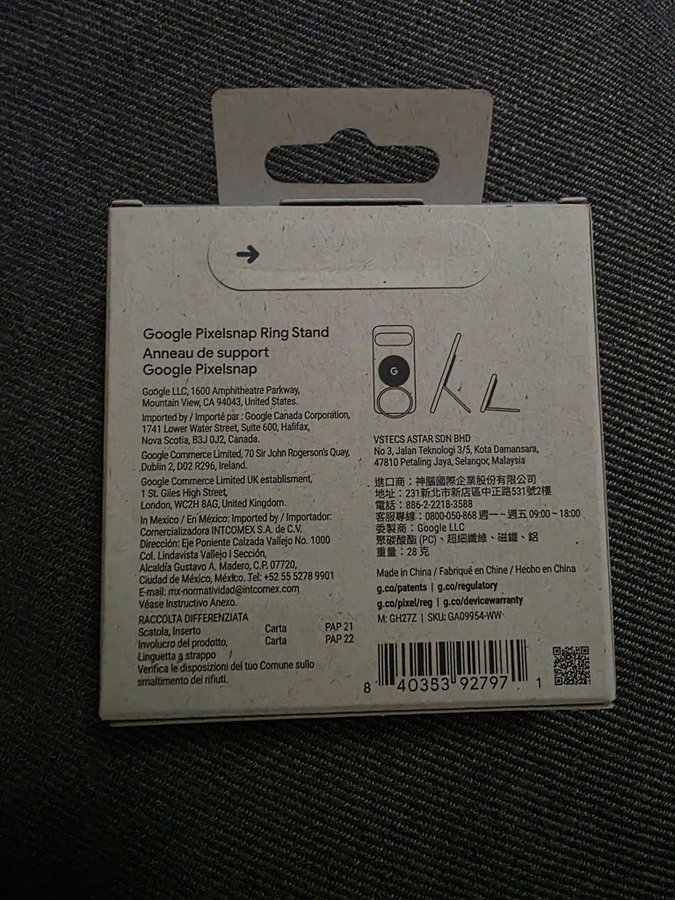 Google Pixelsnap Ring Stand
Anneau de support
Google Pixelsnap
Google LLC, 1600 Amphitheatre Parkway,
Mountain View, CA 94043, United States.
Imported by / Importé par : Google Canada Corporation,
1741 Lower Water Street, Suite 600, Halifax,
Nova Scotia, B3J 0J2, Canada.
Google Commerce Limited, 70 Sir John Rogerson's Quay,
Dublin 2, D02 R296, Ireland.
Google Commerce Limited UK establisment,
1 St. Giles High Street,
London, WC2H 8AG, United Kingdom.
In Mexico / En México: Imported by / Importador:
Comercializadora INTCOMEX S.A. de C.V.
Dirección: Eje Poniente Calzada Vallejo No. 1000
Col. Lindavista Vallejo I Sección,
Alcaldía Gustavo A. Madero, C.P. 07720,
Ciudad de México, México. Tel: +52 55 5278 9901
E-mail: mx-normatividad@intcomex.com
Véase Instructivo Anexo.
RACCOLTA DIFFERENZIATA
Scatola, Inserto Carta PAP 21
Involucro del prodotto, Carta PAP 22
Linguetta a strappo
Verifica le disposizioni del tuo Comune sullo
smaltimento dei rifiuti.
G
VSTECS ASTAR SDN BHD
No 3, Jalan Teknologi 3/5, Kota Damansara,
47810 Petaling Jaya, Selangor, Malaysia
進口商：神腦國際企業股份有限公司
地址：231新北市新店區中正路531號2樓
電話：886-2-2218-3588
客服專線：0800-050-868 週一~週五 09:00~18:00
委製商：Google LLC
聚碳酸酯 (PC)、超細纖維、磁鐵、鋁
重量：28 克
Made in China / Fabriqué en Chine / Hecho en China
g.co/patents | g.co/regulatory
g.co/pixel/reg | g.co/devicewarranty
M: GH27Z | SKU: GA09954-WW
8 40353 92797 1